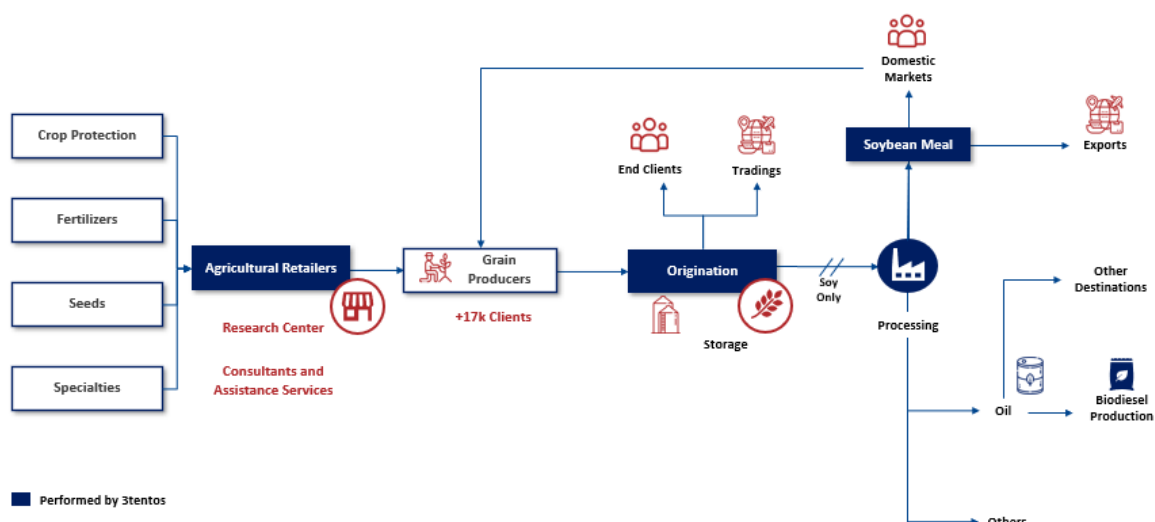 Domestic
Markets
Crop Protection
Exports
Soybean Meal
End Clients
Tradings
Fertilizers
Agricultural Retailers
Grain
Producers
Origination
Soy
Only
Other
Destinations
Seeds
Research Center
+17k Clients
Storage
Processing
Consultants and
Assistance Services
Specialties
Oil
Biodiesel
Production
Performed by 3tentos
Others